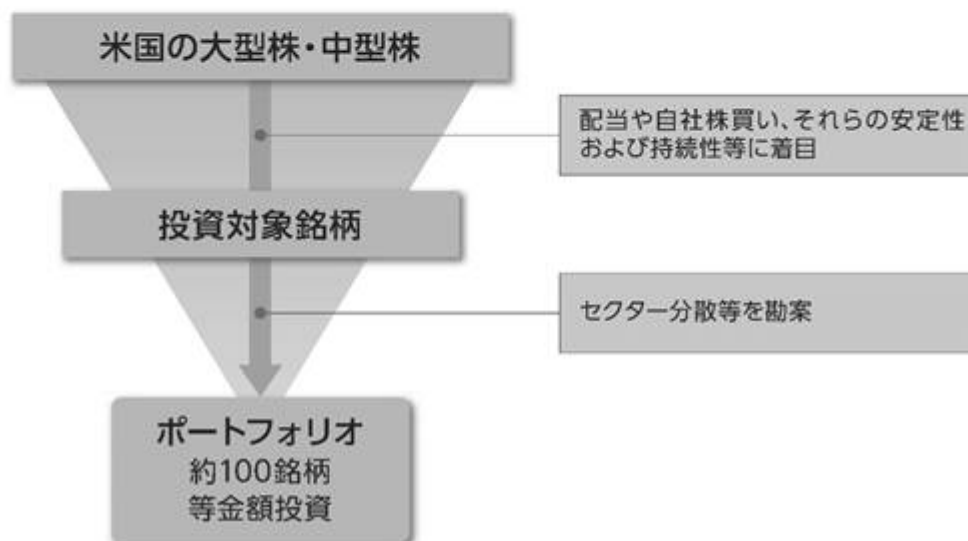 米国の大型株・中型株
配当や自社株買い、それらの安定性
および持続性等に着目
投資対象銘柄
セクター分散等を勘案
ポートフォリオ
約100銘柄
等金額投資